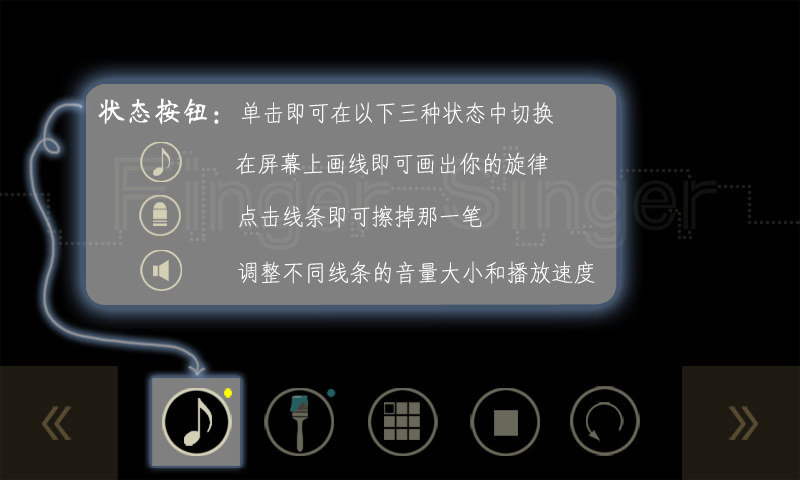 状态按钮：单击即可在以下三种状态中切换
在屏幕上画线即可画出你的旋律
点击线条即可擦掉那一笔
Finger Singer
调整不同线条的音量大小和播放速度